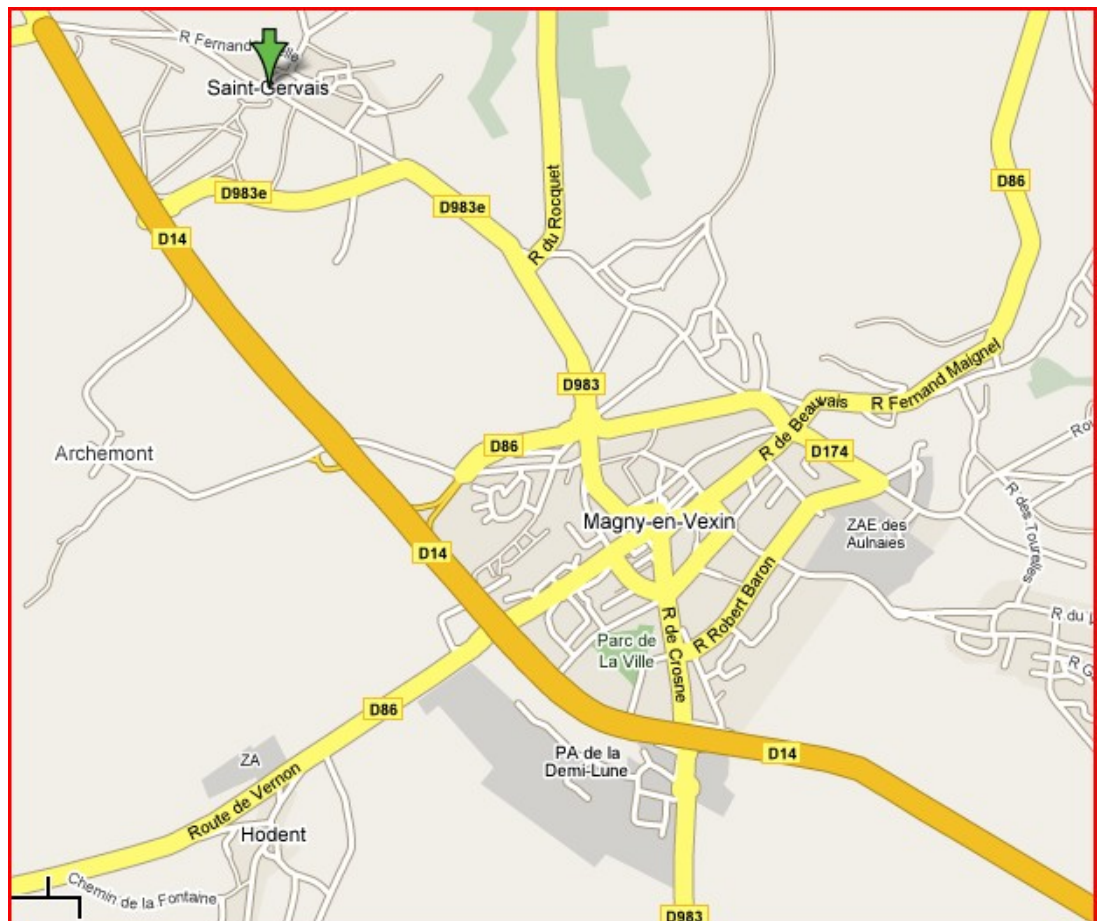 R Fernand
Saint-Gervais
D983e
D983e
D14
R du Rocquet
D86
D983
R Fernand Maignel
R de Beauvais
D86
D174
Archemont
Magny-en-Vexin
ZAE des
Aulnaies
R des Tourelles
D14
R Robert Baron
R de Crosne
Parc de
La Ville
R du
D86
PA de la
Demi-Lune
D14
ZA
Route de Vernon
Hodent
Chemin de la Fontaine
D983